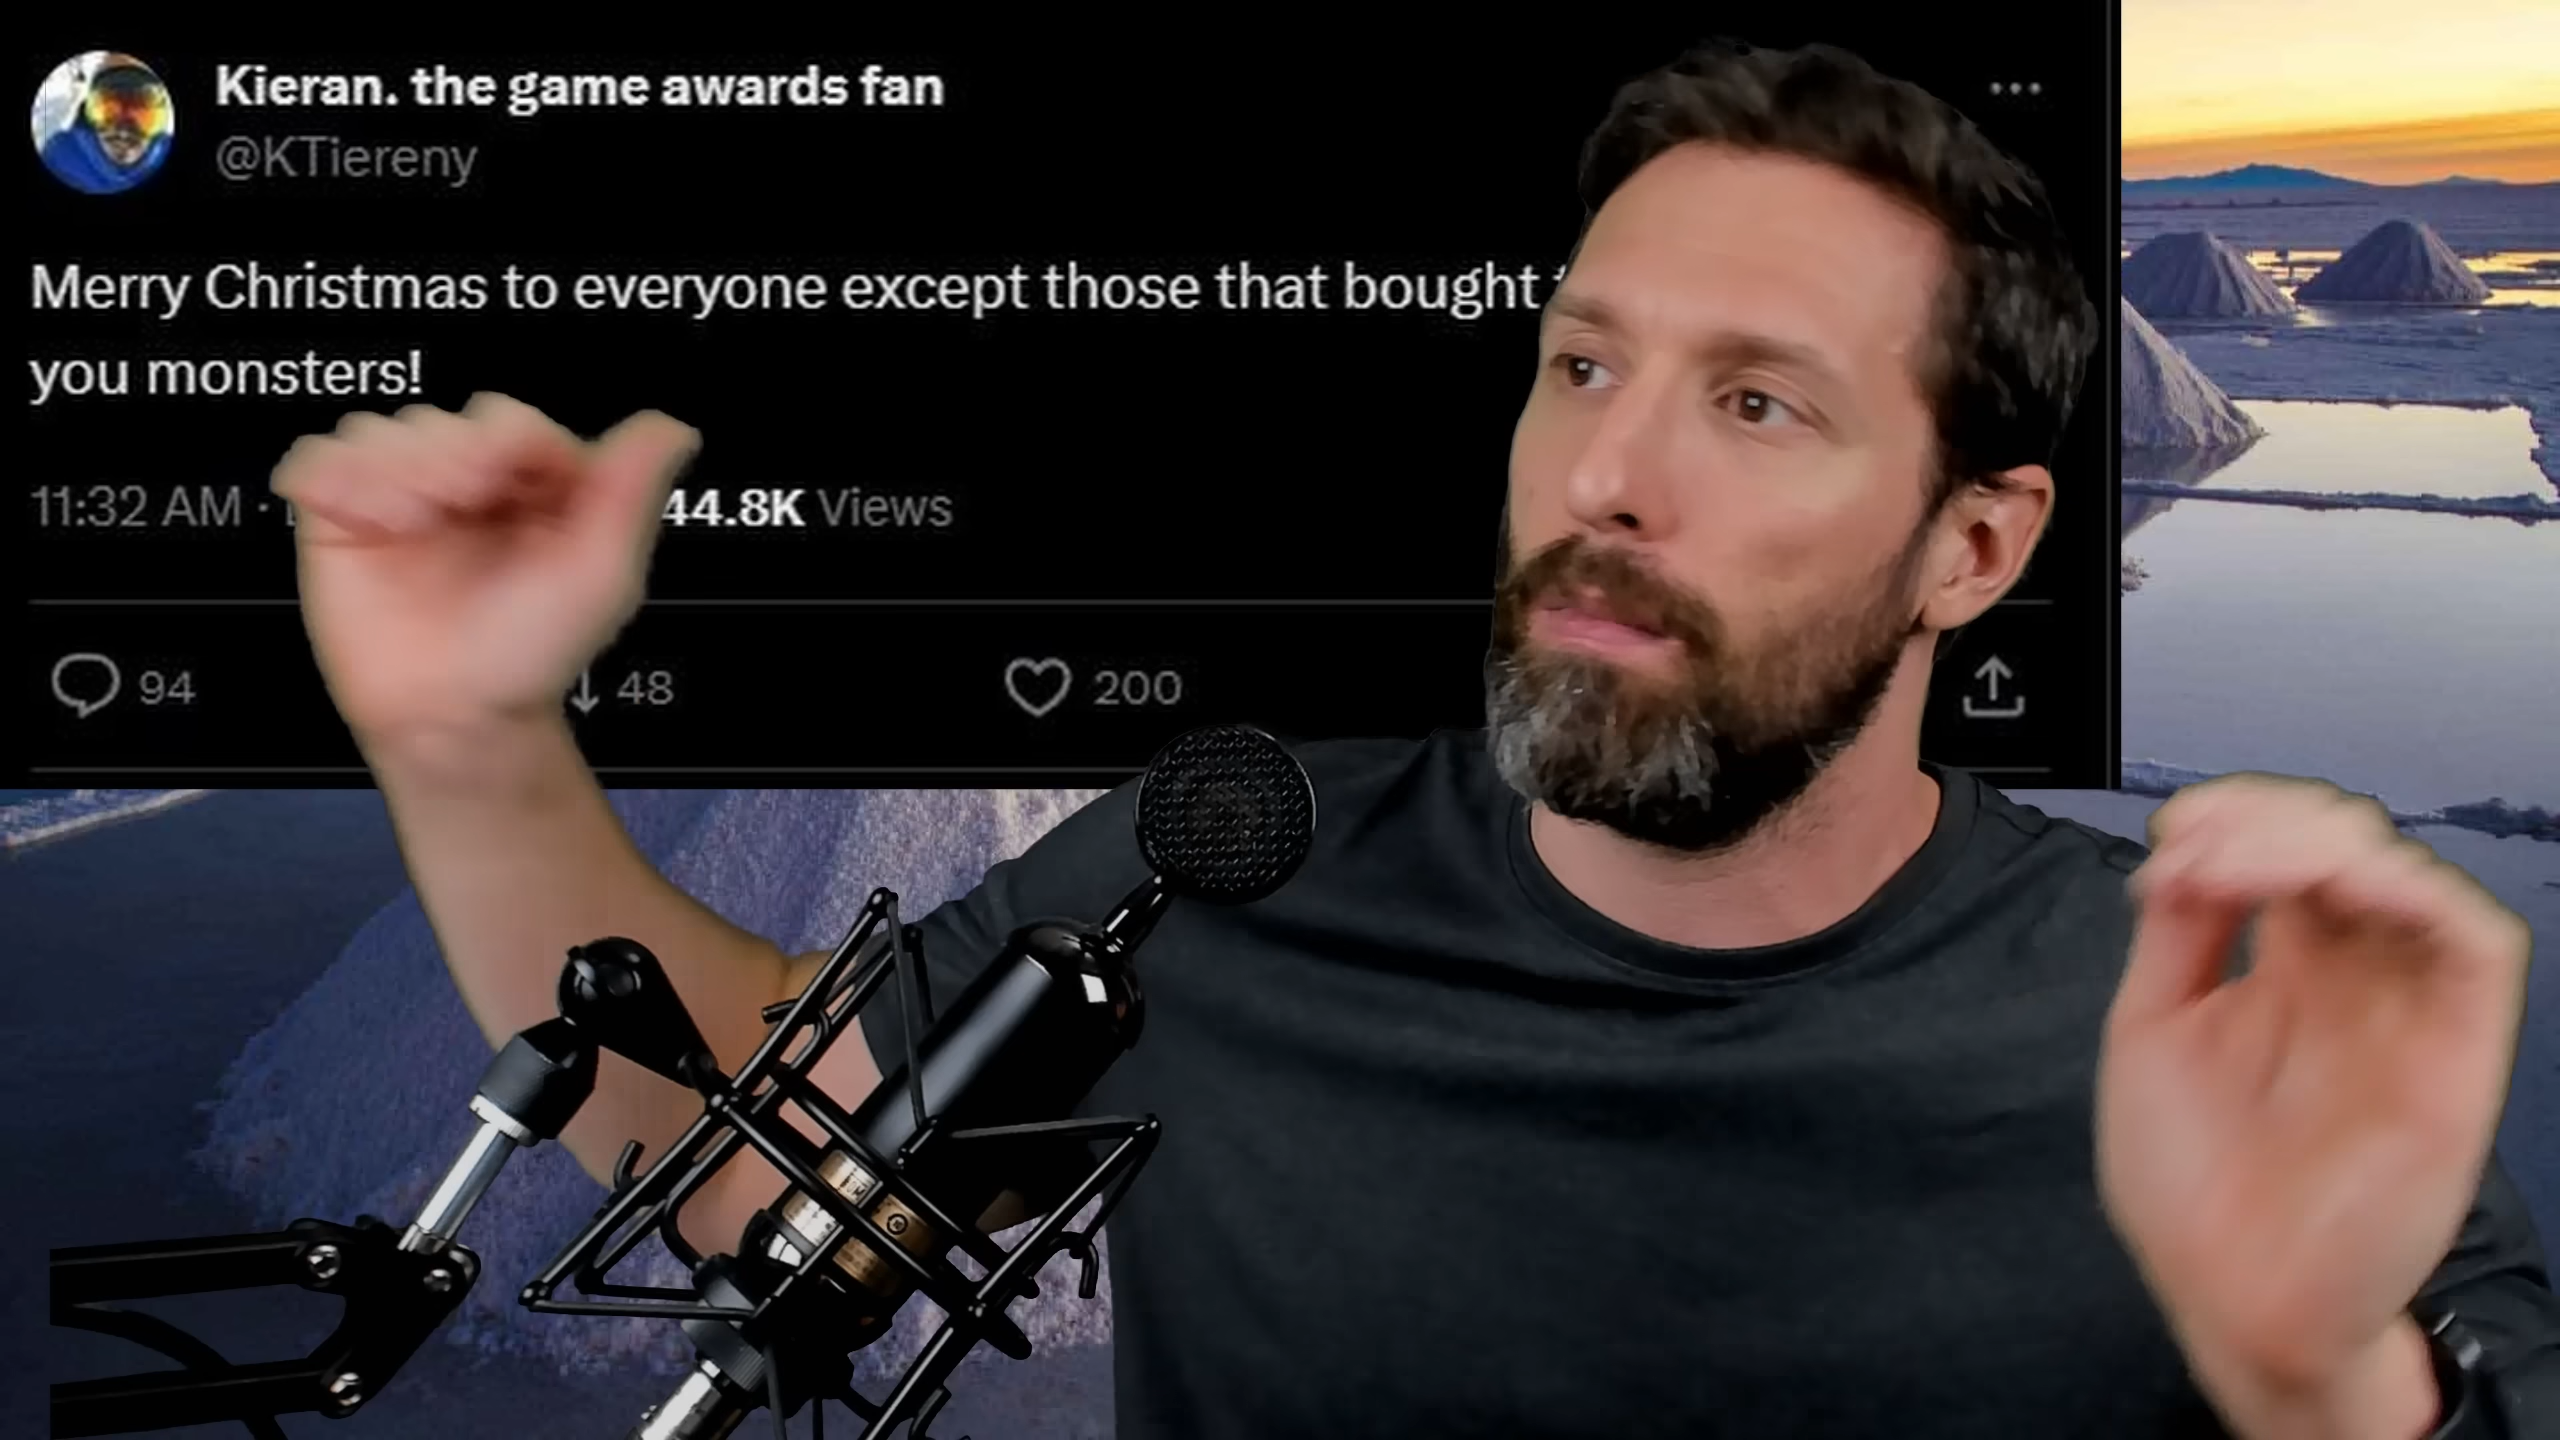 Kieran. the game awards fan
@KTiereny
Merry Christmas to everyone except those that bought
you monsters!
11:32 AM ·
44.8K Views
94 48 200